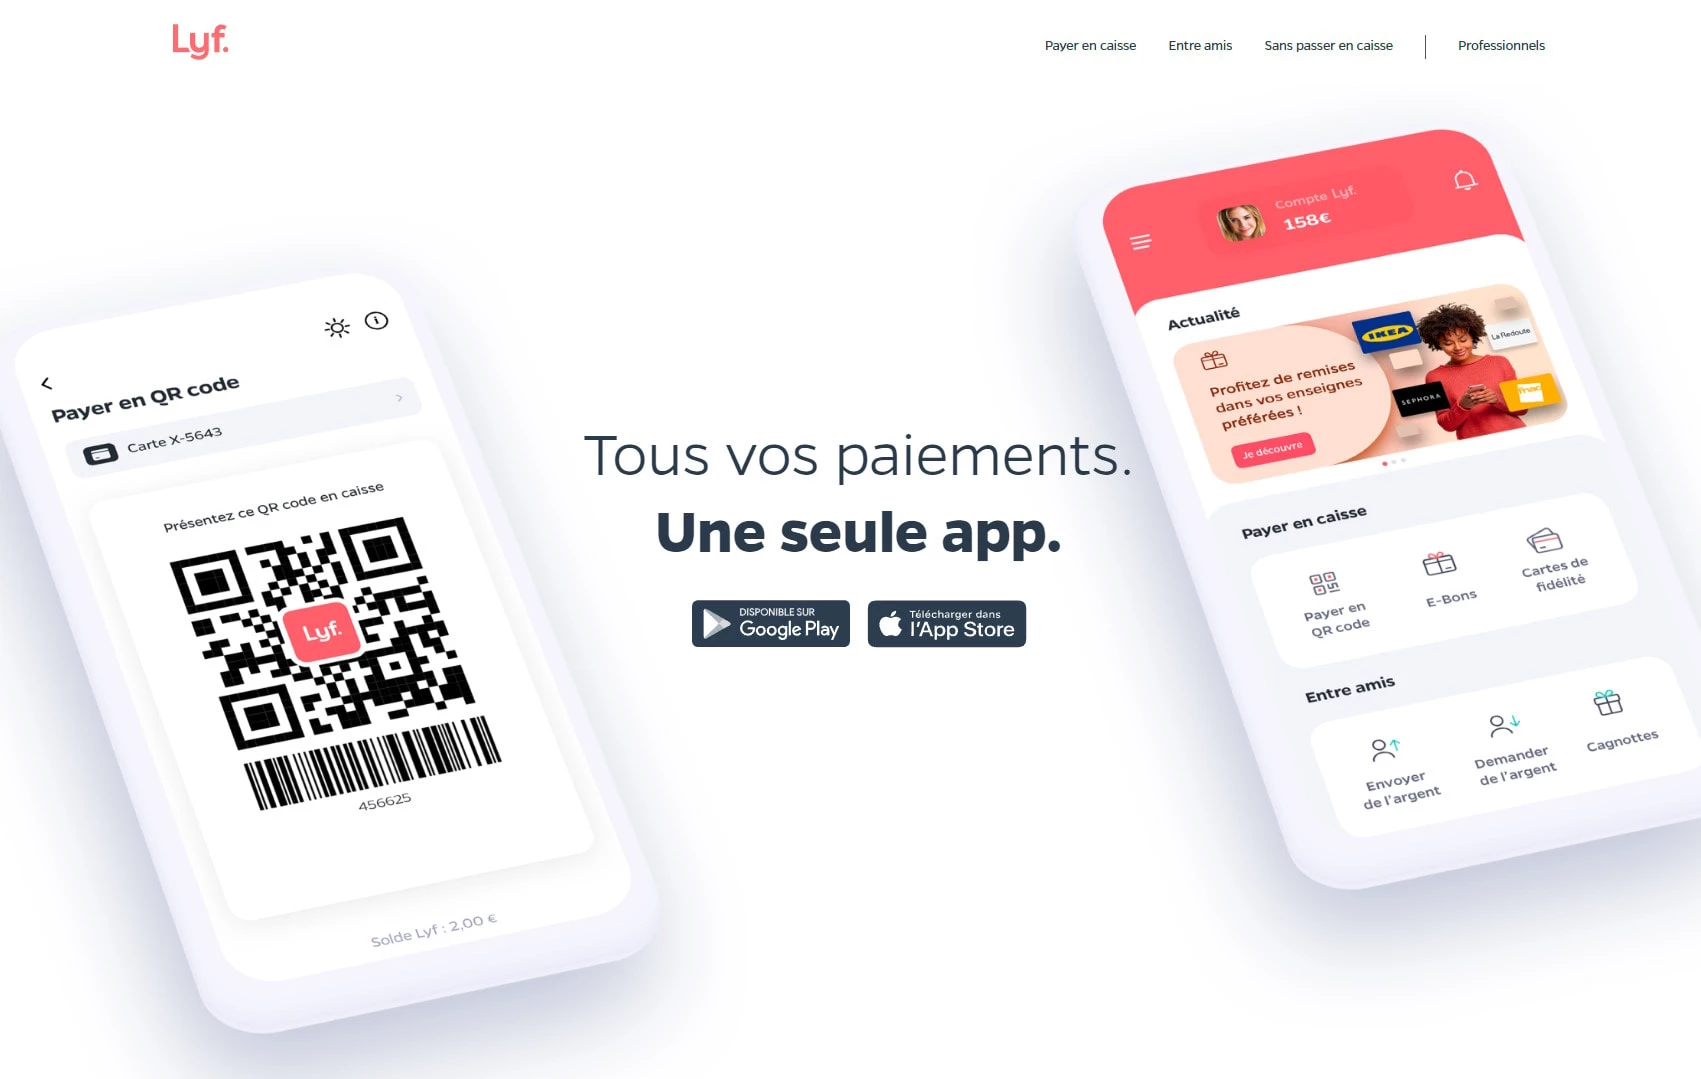 Lyf.
Payer en caisse
Entre amis
Sans passer en caisse
Professionnels
Payer en QR code
Carte X-5643
Présentez ce QR code en caisse
Lyf.
456625
Solde Lyf : 2,00 €
Tous vos paiements.
Une seule app.
DISPONIBLE SUR
Google Play
Télécharger dans
l'App Store
Compte Lyf.
158€
Actualité
Profitez de remises
dans vos enseignes
préférées !
Je découvre
IKEA
La Redoute
SEPHORA
fnac
Payer en caisse
Payer en
QR code
E-Bons
Cartes de
fidélité
Entre amis
Envoyer
de l'argent
Demander
de l'argent
Cagnottes